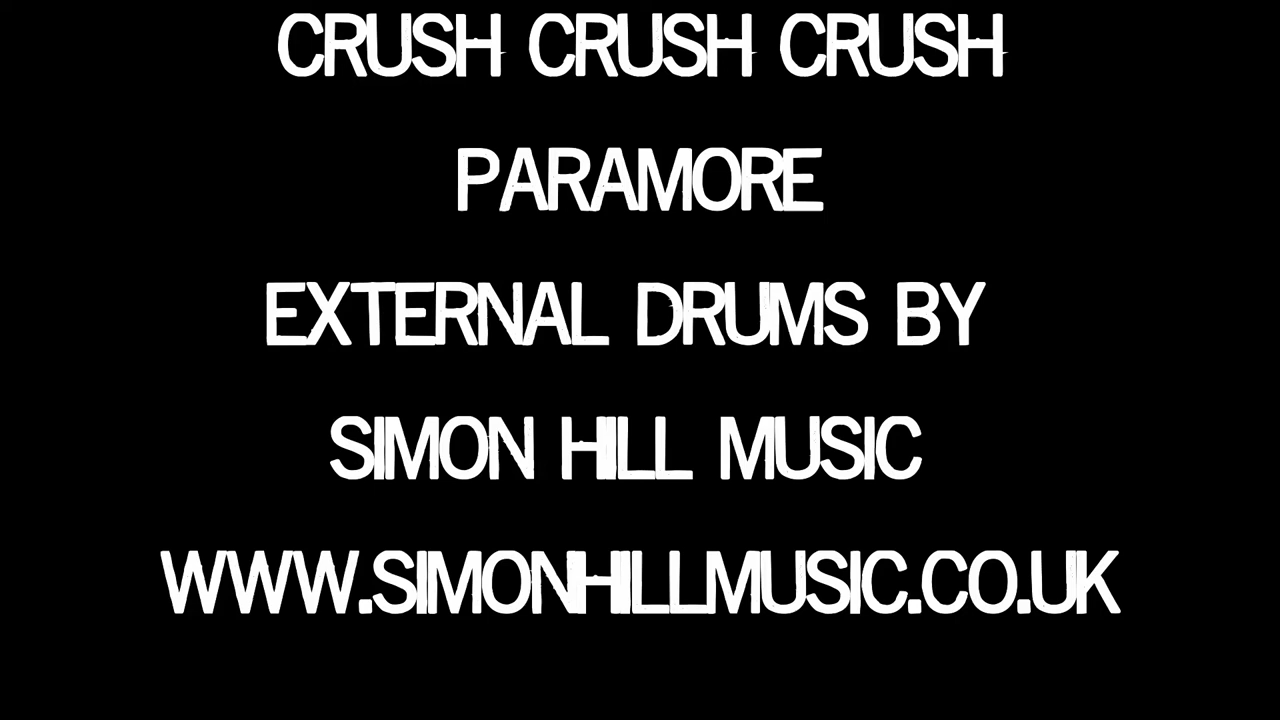 CRUSH CRUSH CRUSH
PARAMORE
EXTERNAL DRUMS BY
SIMON HILL MUSIC
WWW.SIMONHILLMUSIC.CO.UK